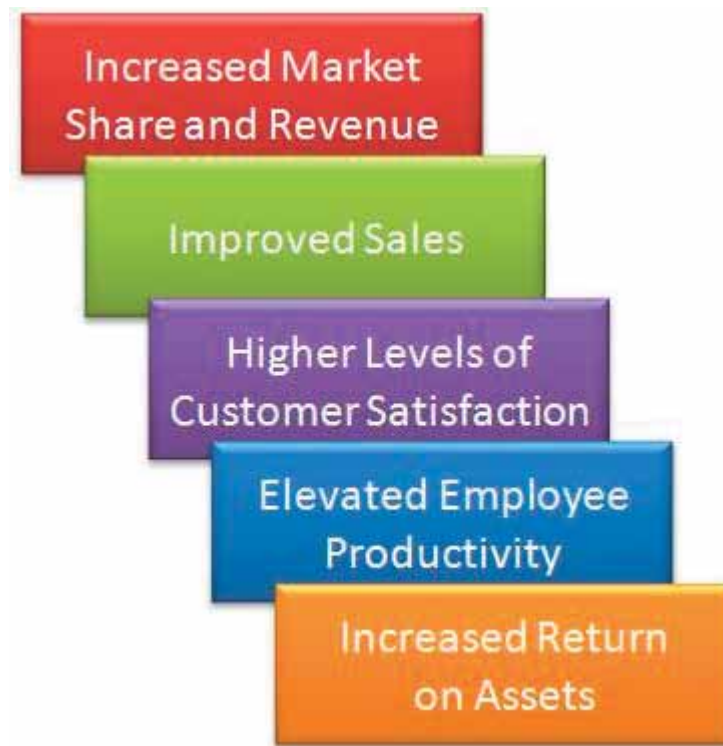 Increased Market
Share and Revenue
Improved Sales
Higher Levels of
Customer Satisfaction
Elevated Employee
Productivity
Increased Return
on Assets